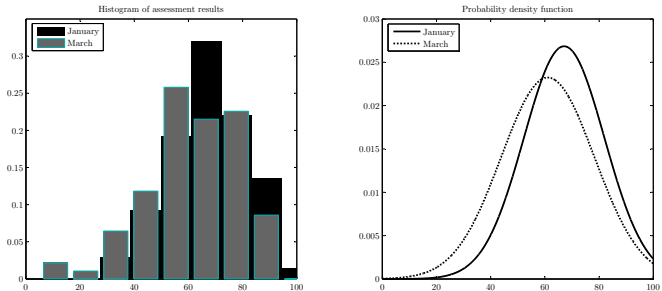 Histogram of assessment results
January
March
0.3
0.25
0.2
0.15
0.1
0.05
0
0 20 40 60 80 100
Probability density function
0.03
January
March
0.025
0.02
0.015
0.01
0.005
0
0 20 40 60 80 100